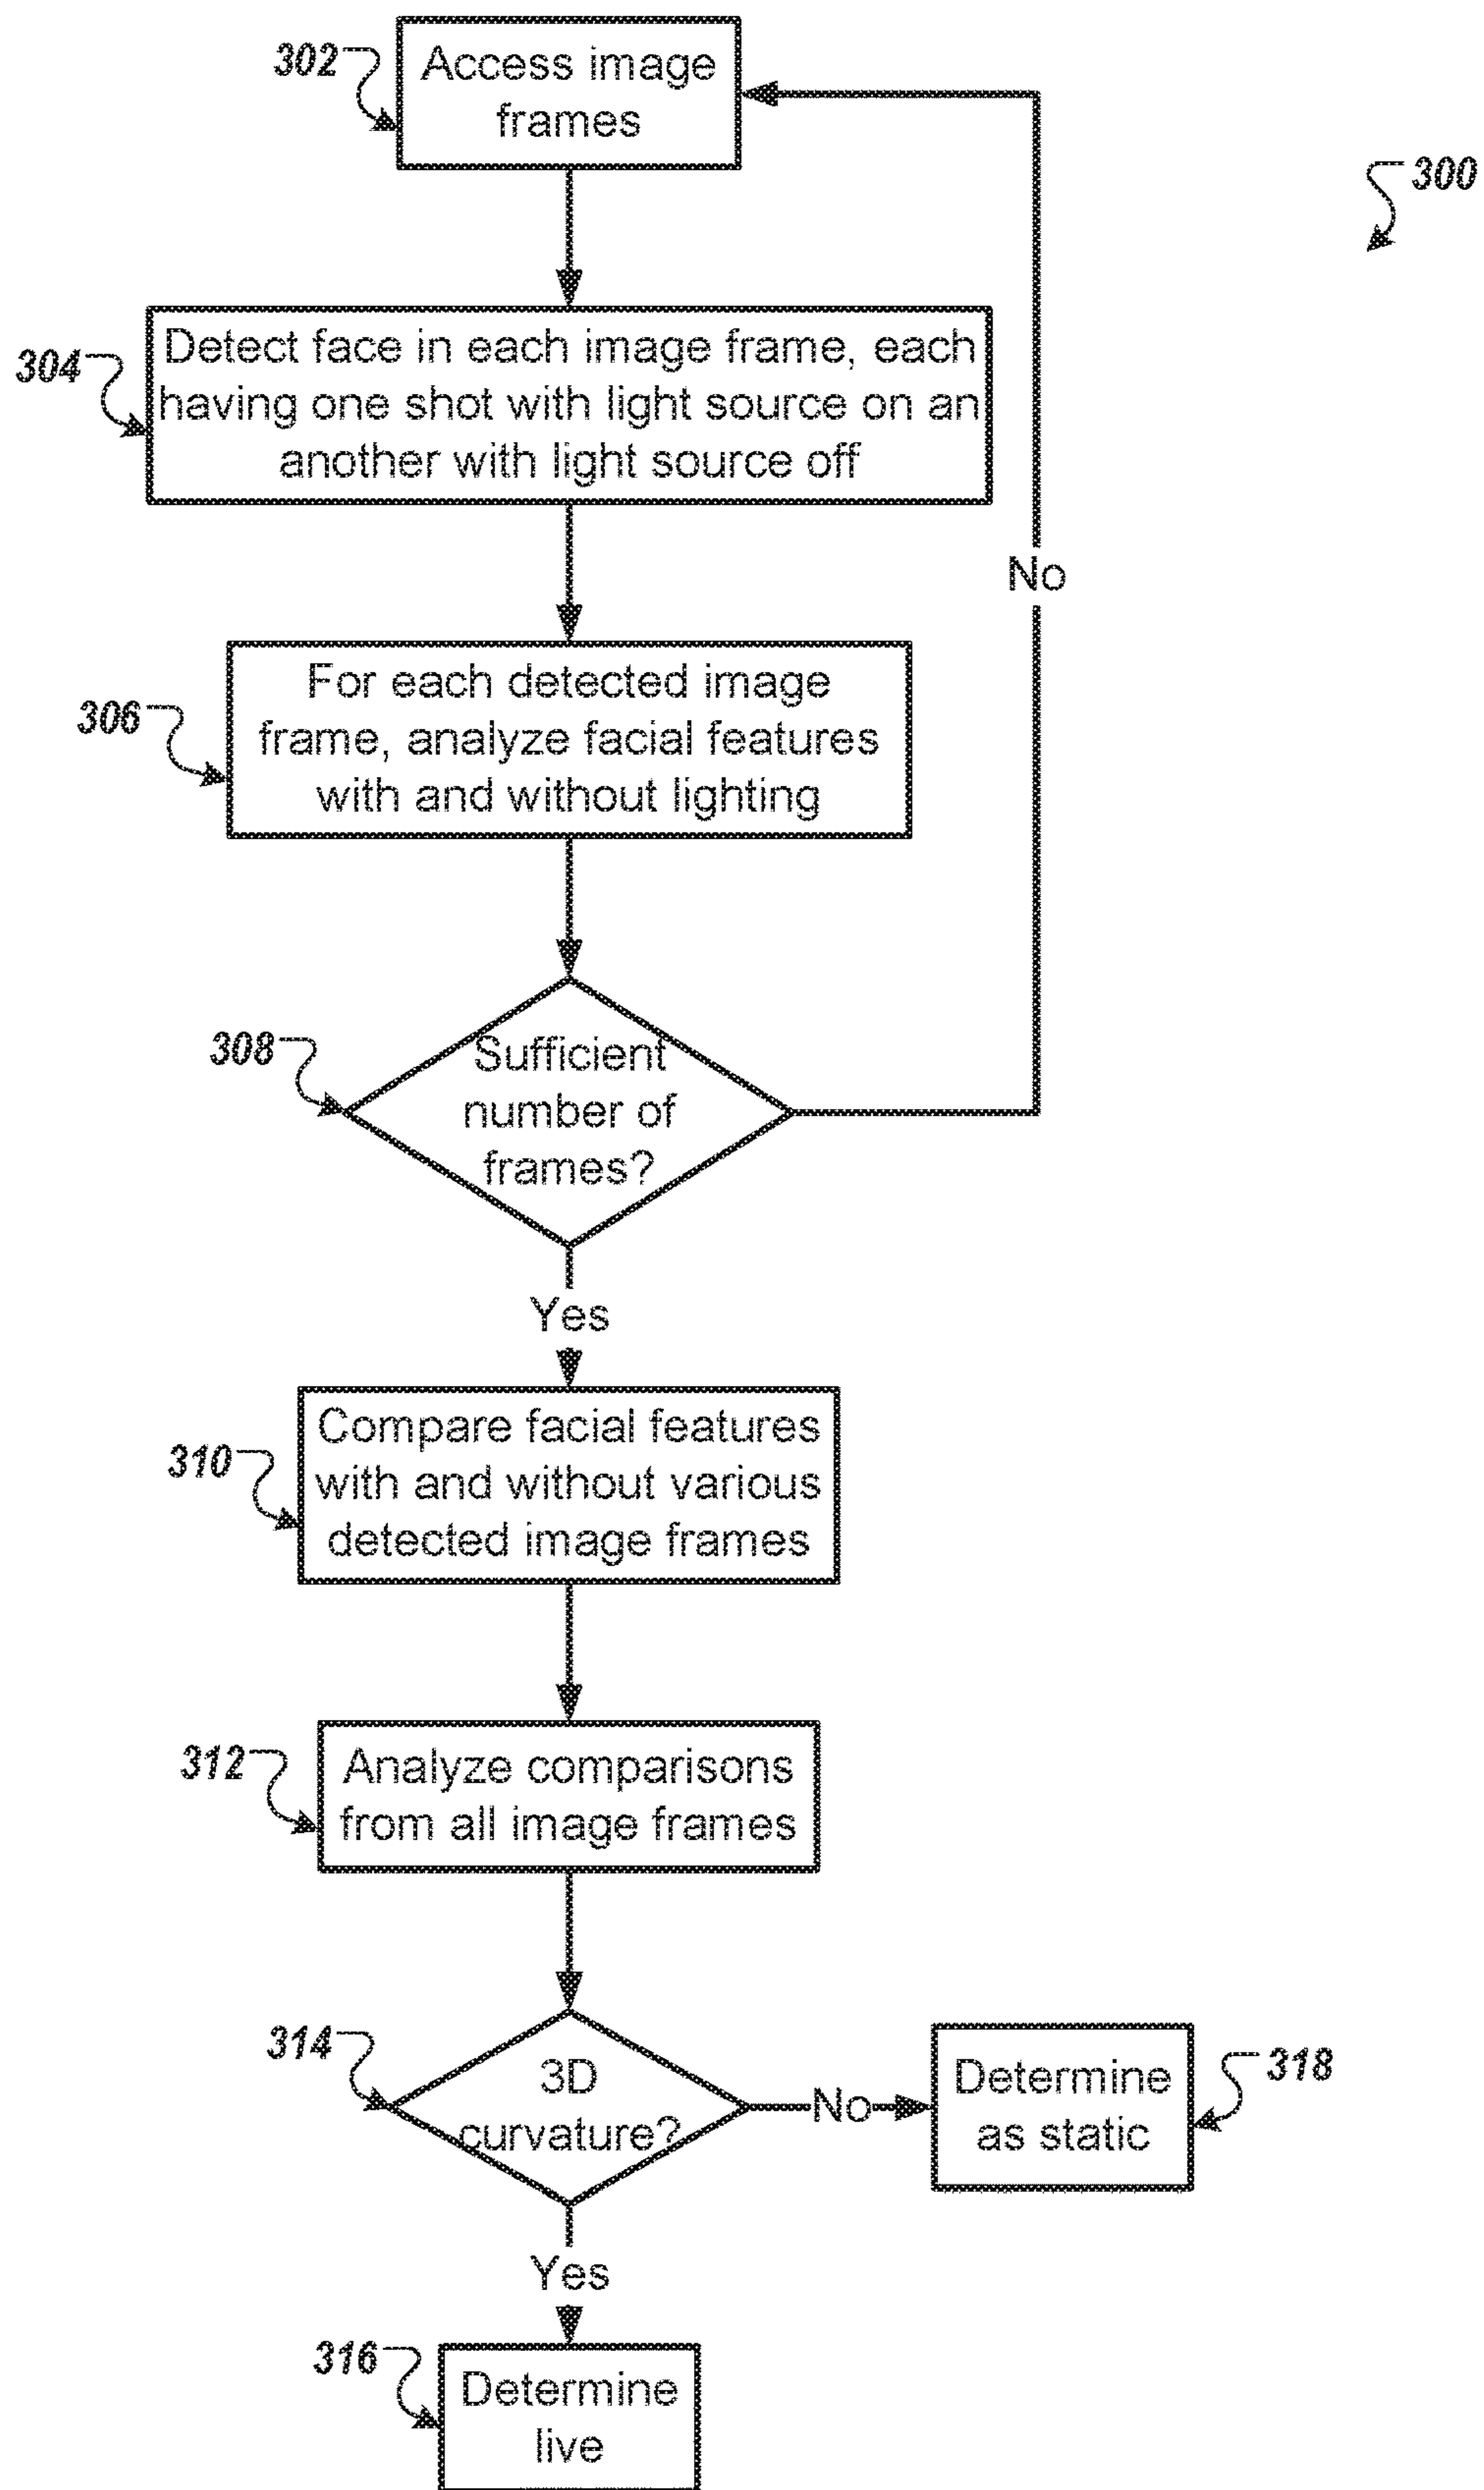 302
Access image
frames
300
304
Detect face in each image frame, each
having one shot with light source on an
another with light source off
No
306
For each detected image
frame, analyze facial features
with and without lighting
308
Sufficient
number of
frames?
Yes
310
Compare facial features
with and without various
detected image frames
312
Analyze comparisons
from all image frames
314
3D
curvature?
No
Determine
as static
318
Yes
316
Determine
live